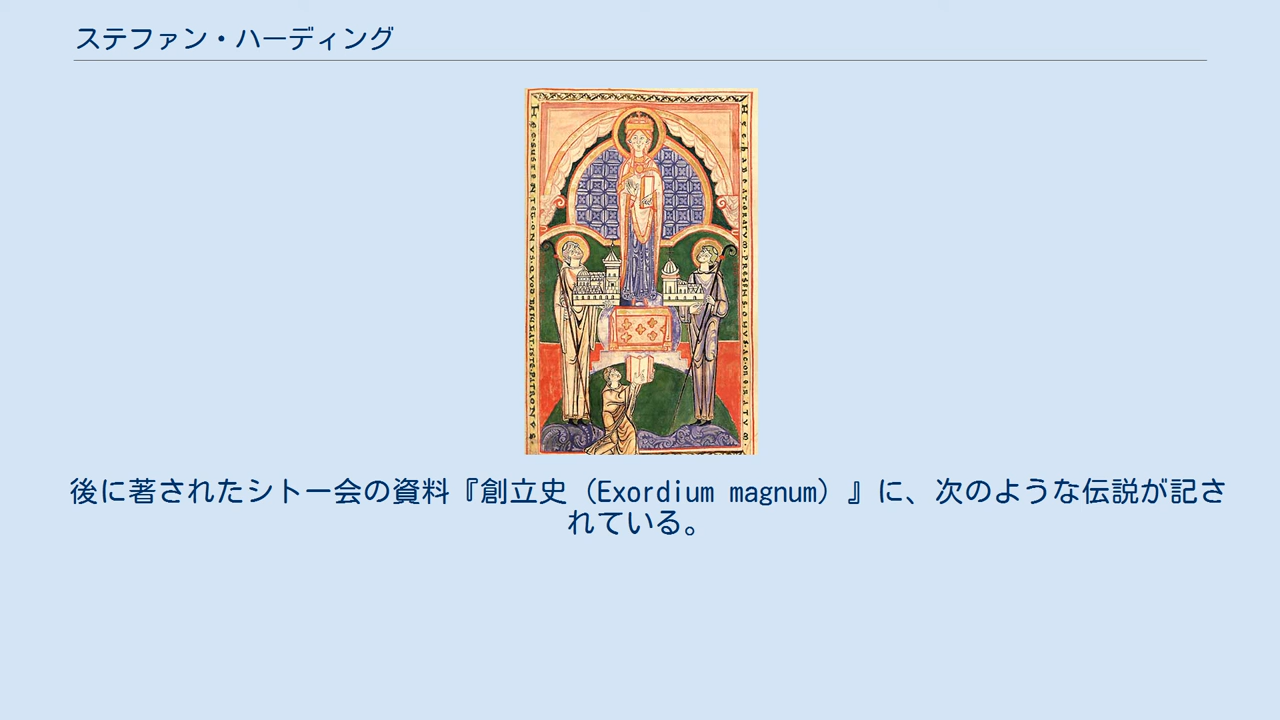 ステファン・ハーディング
後に著されたシトー会の資料『創立史（Exordium magnum）』に、次のような伝説が記さ
れている。